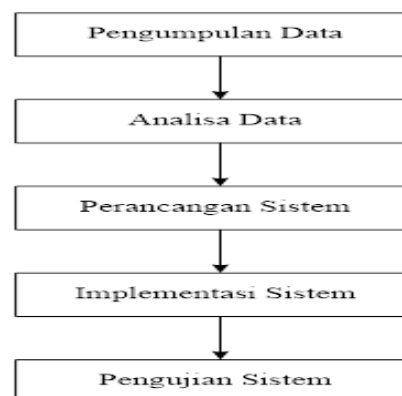 Pengumpulan Data
Analisa Data
Perancangan Sistem
Implementasi Sistem
Pengujian Sistem